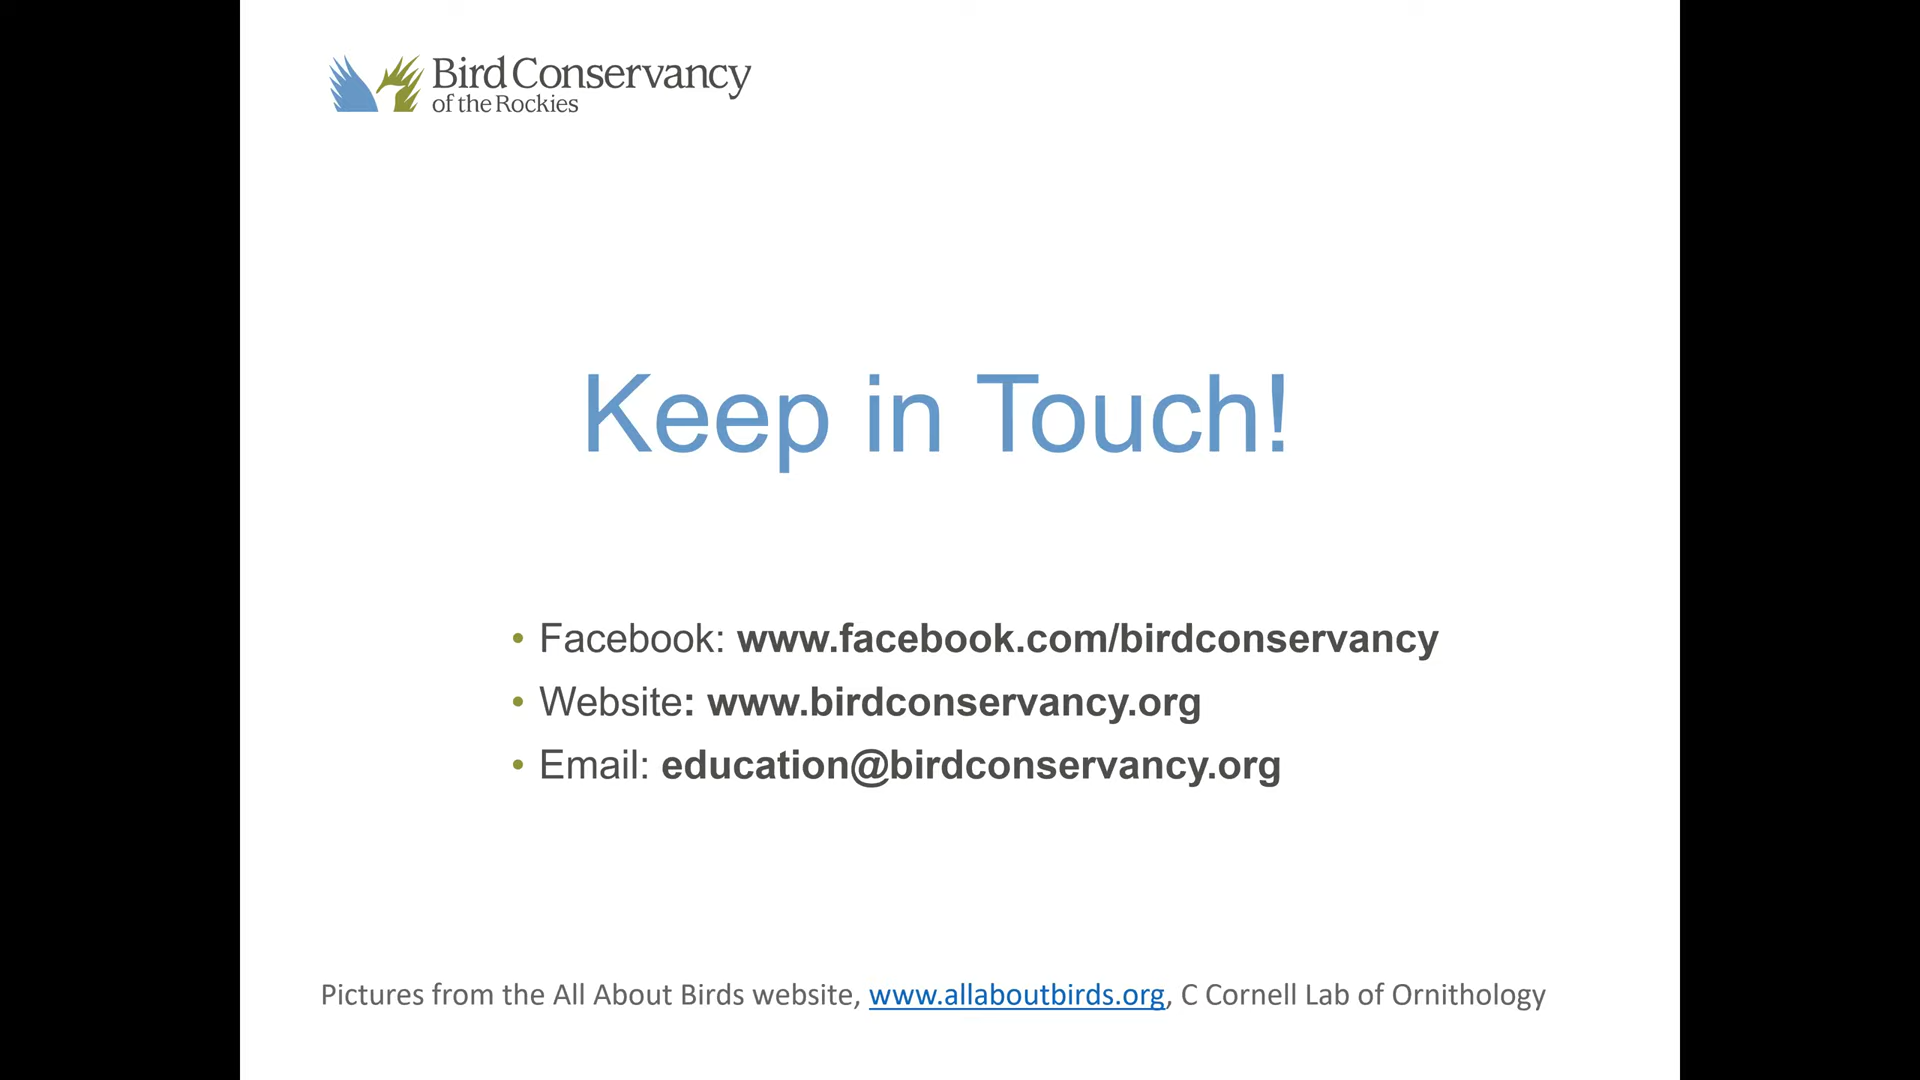 Bird Conservancy
of the Rockies
Keep in Touch!
• Facebook: www.facebook.com/birdconservancy
• Website: www.birdconservancy.org
• Email: education@birdconservancy.org
Pictures from the All About Birds website, www.allaboutbirds.org, C Cornell Lab of Ornithology